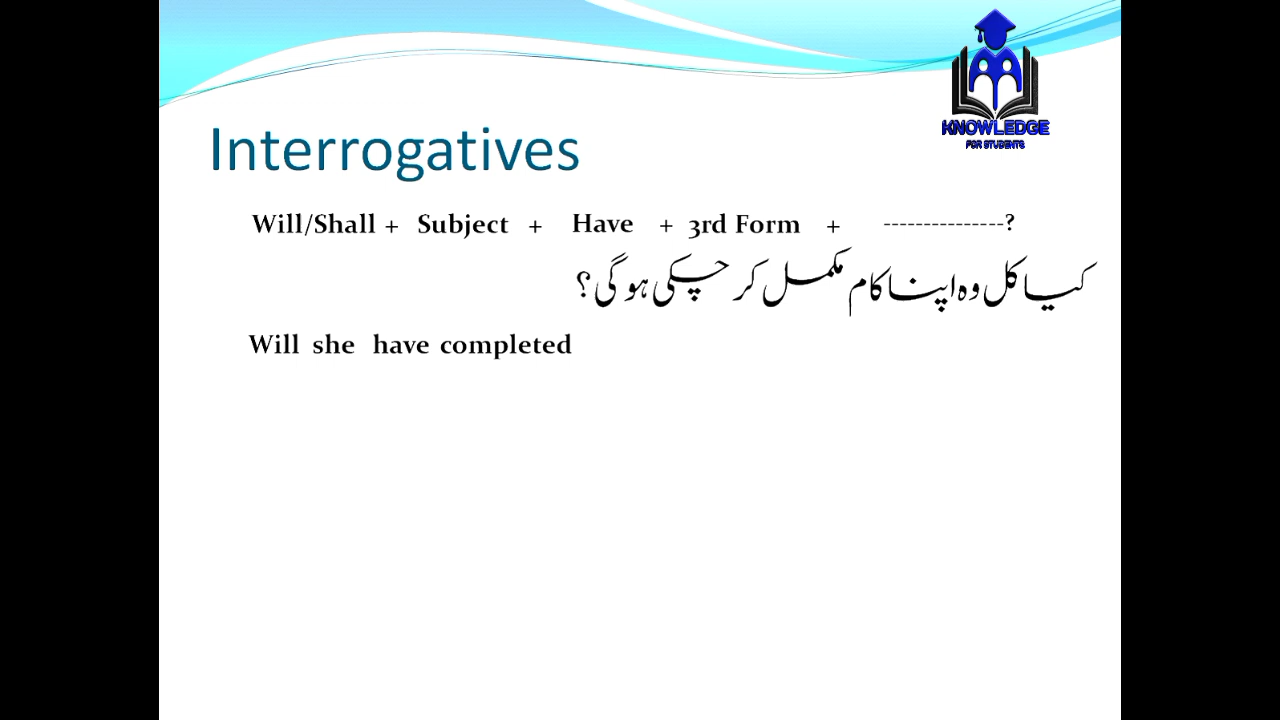 KNOWLEDGE
FOR STUDENTS
Interrogatives
Will/Shall + Subject + Have + 3rd Form + ---------------?
کیا کل وہ اپنا کام مکمل کر چکی ہو گی؟
Will she have completed